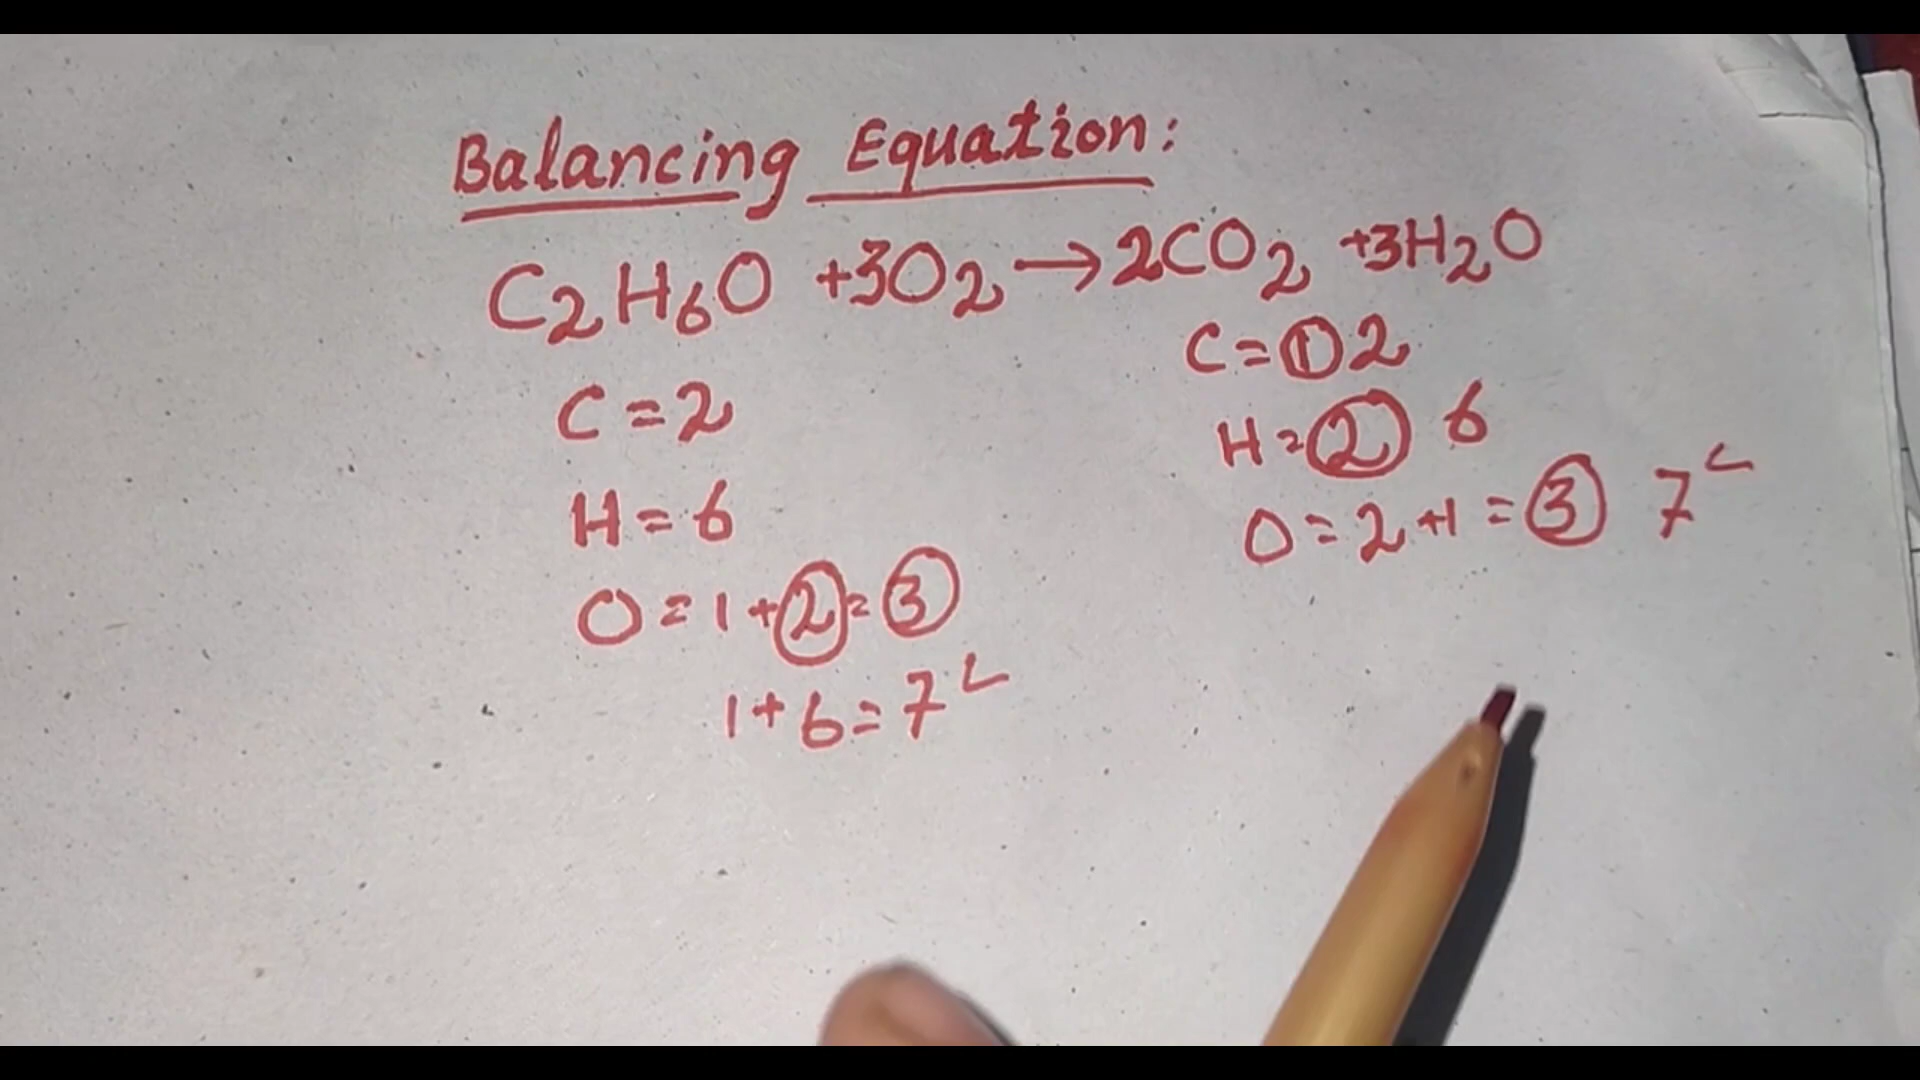 Balancing Equation:
C2H6O +3O2 → 2CO2 +3H2O
C = 2
H = 6
O = 1 + 2 = 3
1 + 6 = 7
C = 1 2
H = 2 6
O = 2 + 1 = 3 7